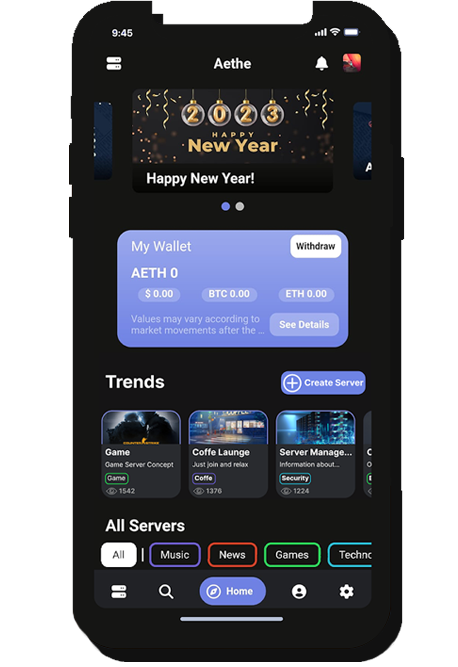 9:45
Aethe
2023
HAPPY
New Year
A
Happy New Year!
My Wallet
Withdraw
AETH 0
$ 0.00
BTC 0.00
ETH 0.00
Values may vary according to
market movements after the ...
See Details
Trends
Create Server
COUNTER STRIKE
COFFEE
Game
Coffe Launge
Server Manage...
Game Server Concept
Just join and relax
Information about...
Game
Coffe
Security
1542
1376
1224
All Servers
All
Music
News
Games
Techno
Home